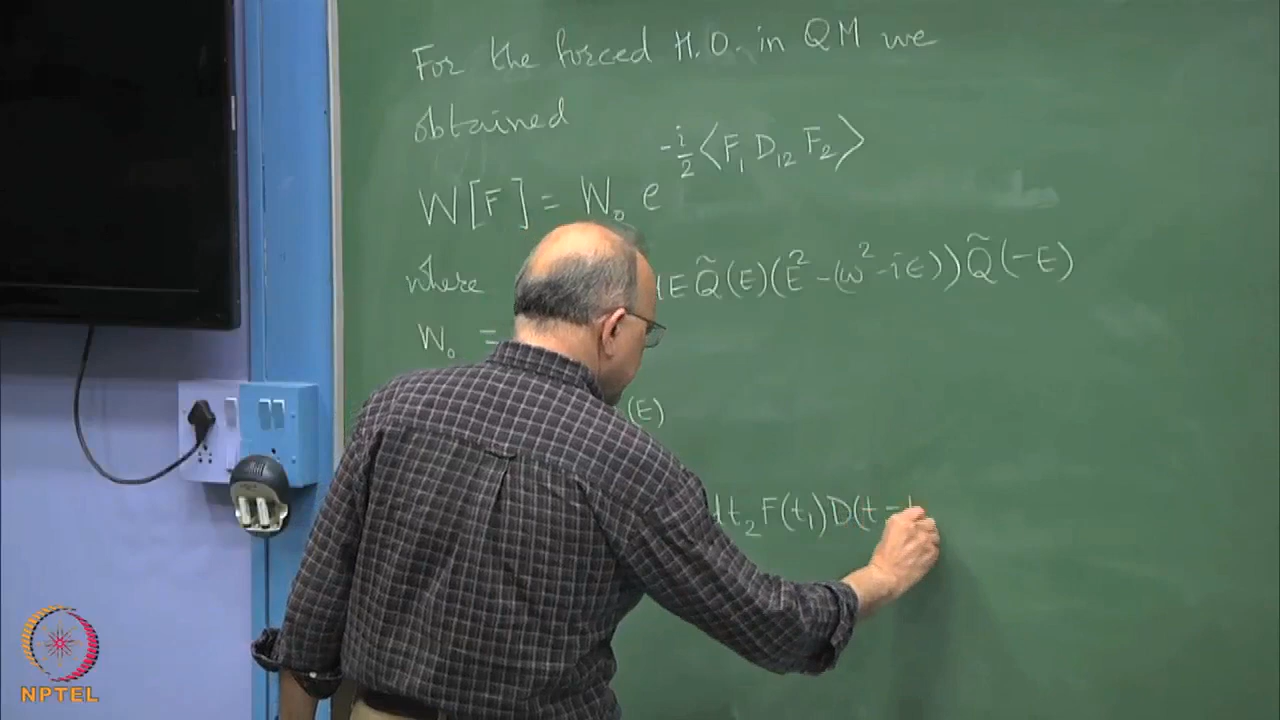 For the forced H.O. in QM we
obtained
W[F] = W₀ e^{-i/2 ⟨F₁ D₁₂ F₂⟩}
where dE Q̃(E)(E² -(ω² -iϵ))Q̃(-E)
W₀ =
(E)
dt₂ F(t₁)D(t -
NPTEL